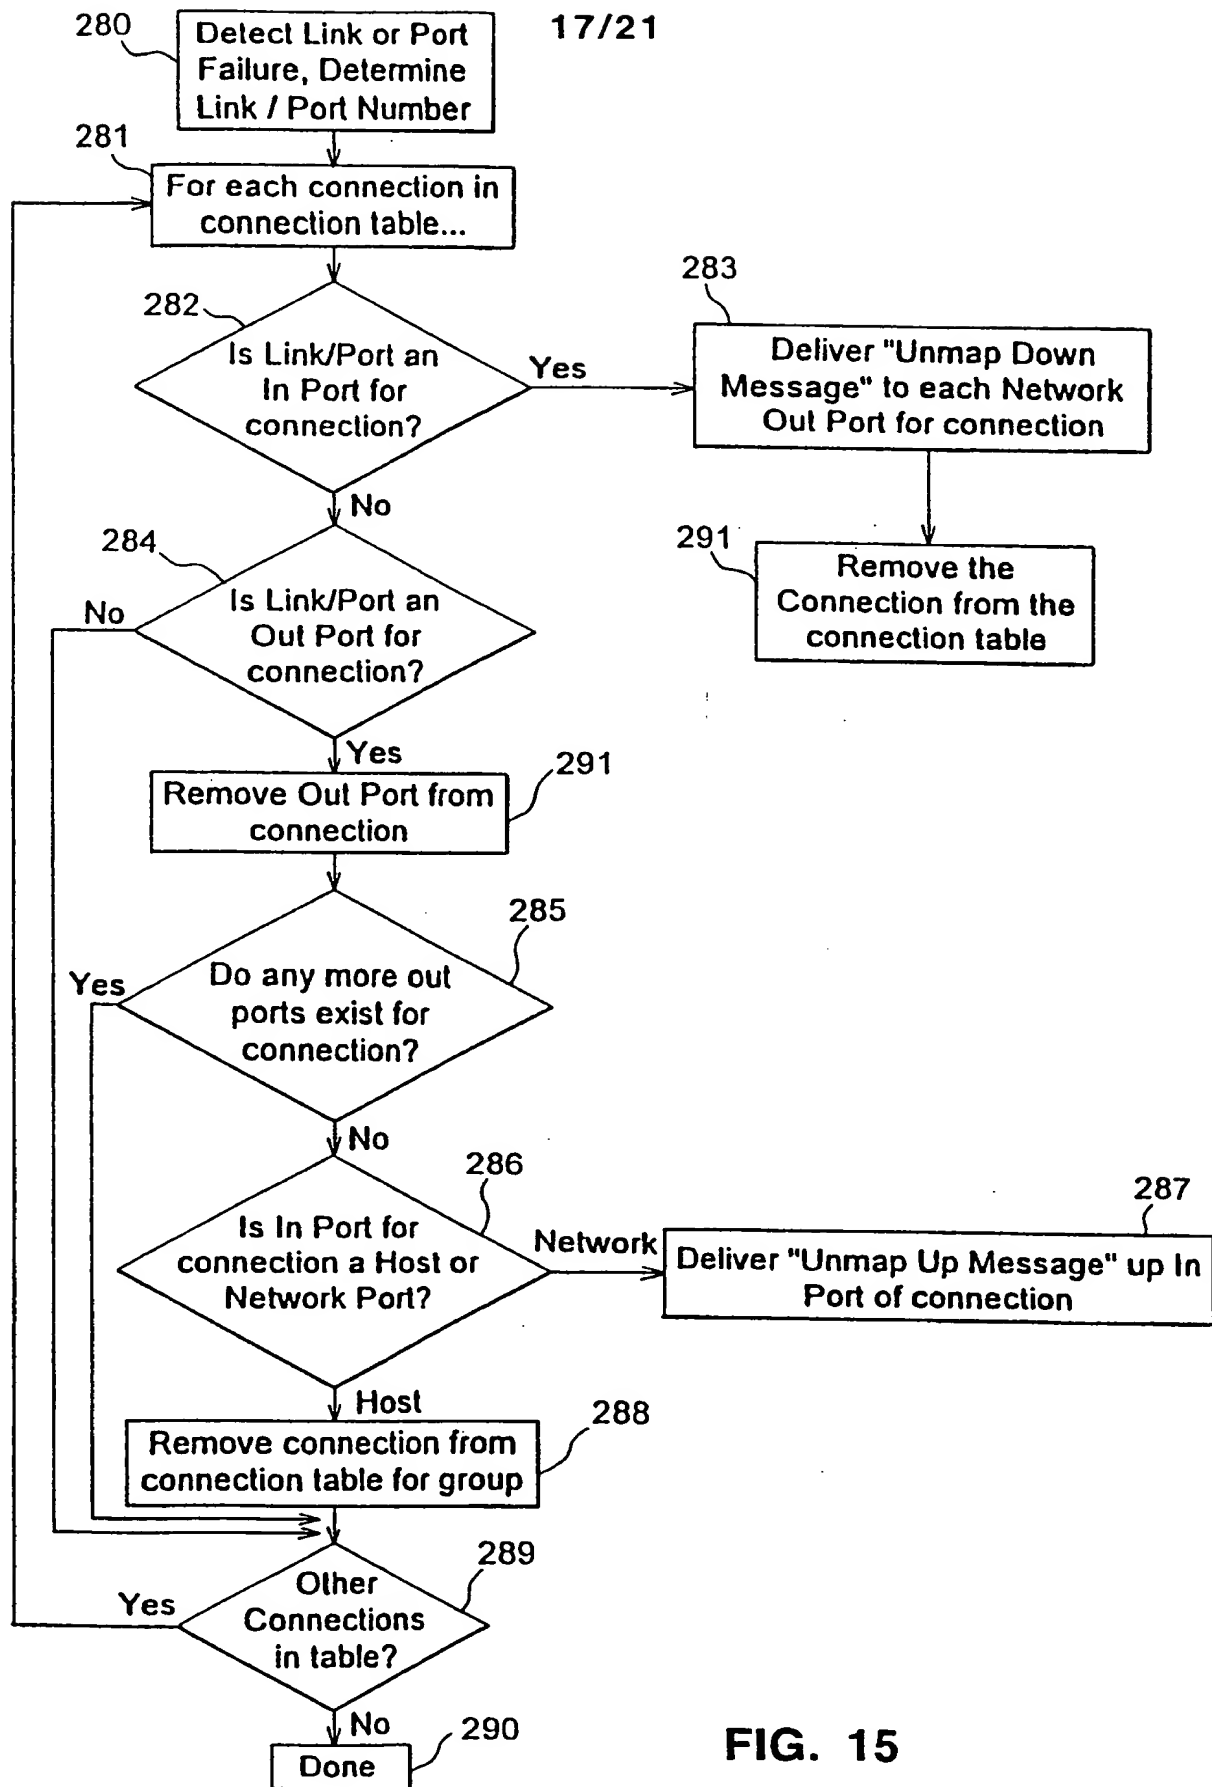 17/21
280
Detect Link or Port
Failure, Determine
Link / Port Number
281
For each connection in
connection table...
282
Is Link/Port an
In Port for
connection?
Yes
283
Deliver "Unmap Down
Message" to each Network
Out Port for connection
No
291
Remove the
Connection from the
connection table
284
Is Link/Port an
Out Port for
connection?
No
Yes
291
Remove Out Port from
connection
285
Do any more out
ports exist for
connection?
Yes
No
286
Is In Port for
connection a Host or
Network Port?
Network
287
Deliver "Unmap Up Message" up In
Port of connection
Host
288
Remove connection from
connection table for group
289
Other
Connections
in table?
Yes
No
290
Done
FIG. 15